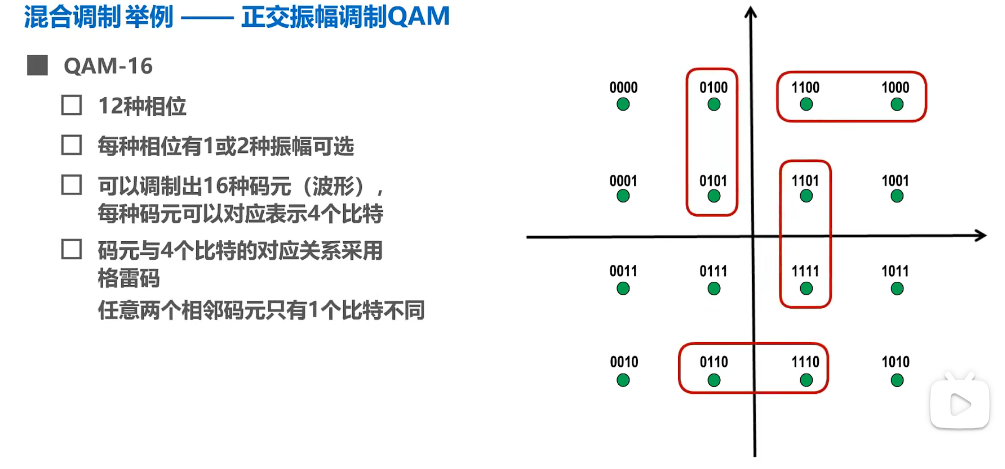 混合调制 举例 —— 正交振幅调制QAM
QAM-16
12种相位
每种相位有1或2种振幅可选
可以调制出16种码元（波形），
每种码元可以对应表示4个比特
码元与4个比特的对应关系采用
格雷码
任意两个相邻码元只有1个比特不同
0000 0100 1100 1000
0001 0101 1101 1001
0011 0111 1111 1011
0010 0110 1110 1010